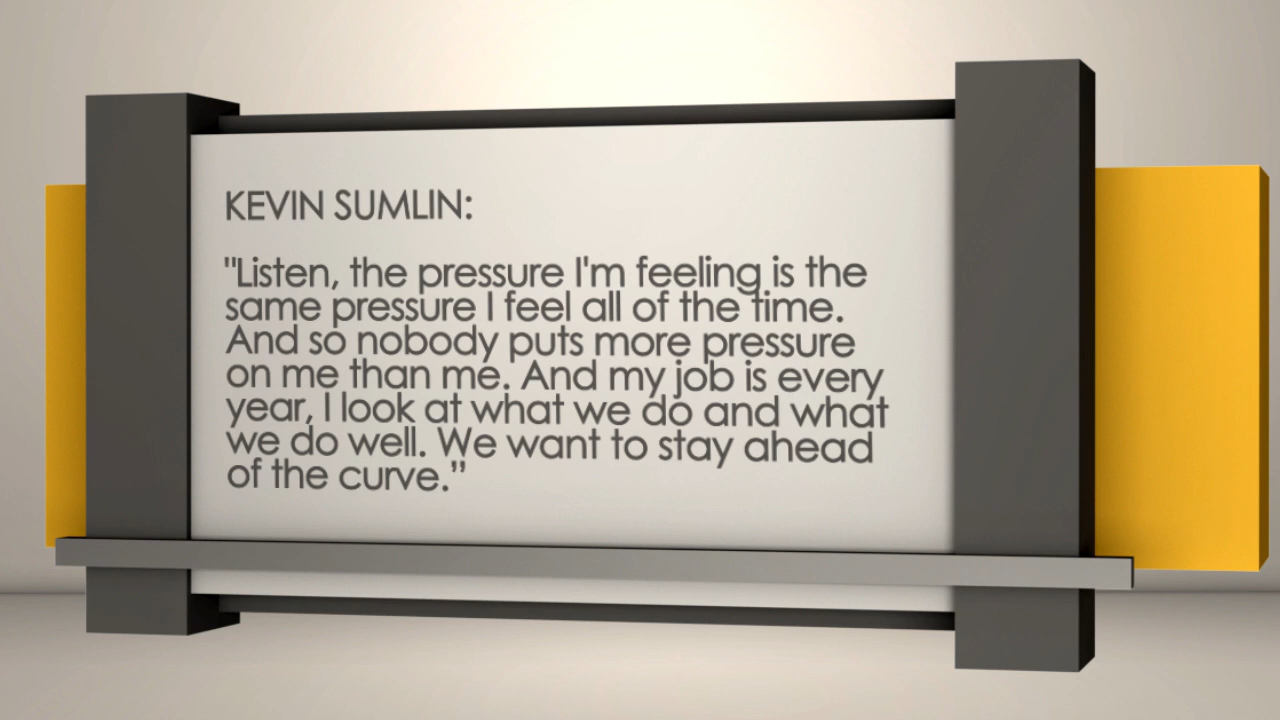 KEVIN SUMLIN:
"Listen, the pressure I'm feeling is the
same pressure I feel all of the time.
And so nobody puts more pressure
on me than me. And my job is every
year, I look at what we do and what
we do well. We want to stay ahead
of the curve.”